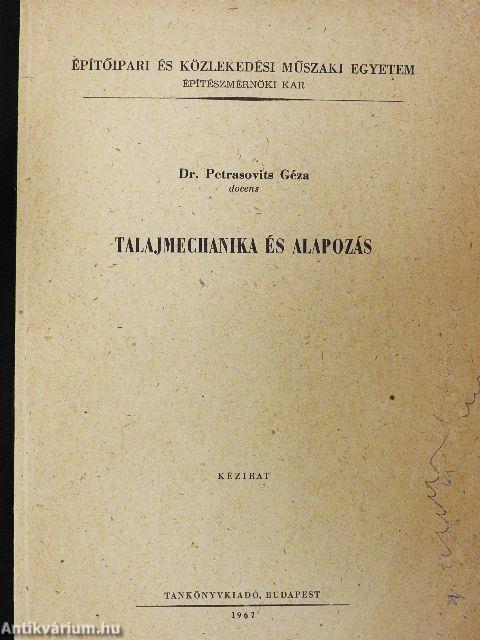 ÉPÍTŐIPARI ÉS KÖZLEKEDÉSI MŰSZAKI EGYETEM
ÉPÍTÉSZMÉRNÖKI KAR
Dr. Petrasovits Géza
docens
TALAJMECHANIKA ÉS ALAPOZÁS
KÉZIRAT
TANKÖNYVKIADÓ, BUDAPEST
1967
Antikvárium.hu